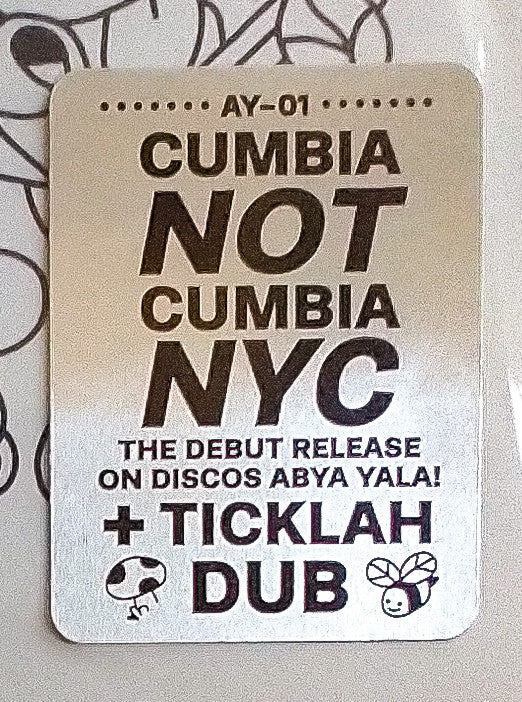 ······· AY-01 ·······
CUMBIA
NOT
CUMBIA
NYC
THE DEBUT RELEASE
ON DISCOS ABYA YALA!
+ TICKLAH
DUB